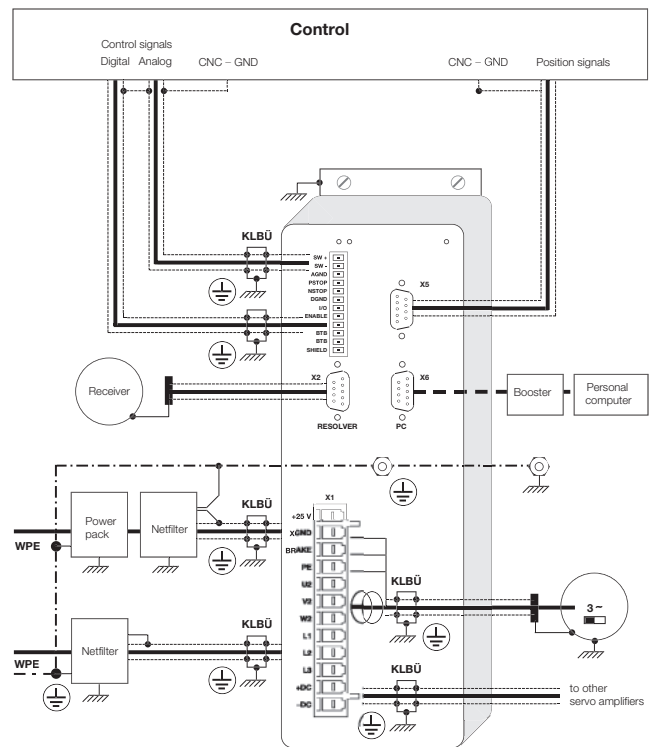 Control
Control signals
Digital Analog CNC – GND CNC – GND Position signals
KLBÜ
SW +
SW -
AGND
PSTOP
NSTOP
DGND
I/O
ENABLE
BTB
BTB
SHIELD
X5
X2
X6
Receiver
RESOLVER
PC
Booster
Personal
computer
X1
KLBÜ
+25 V
XGND
BRAKE
PE
U2
V2
W2
L1
L2
L3
+DC
-DC
Power
pack
Netfilter
WPE
KLBÜ
3 ~
KLBÜ
Netfilter
WPE
KLBÜ
to other
servo amplifiers